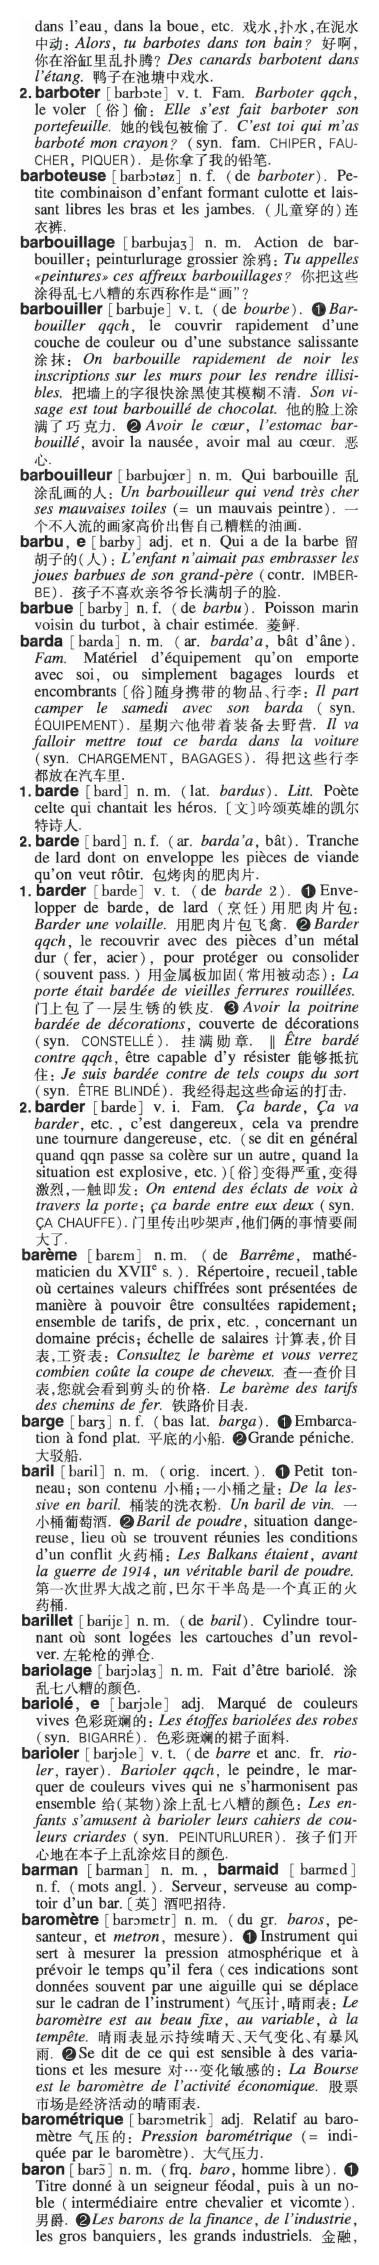 dans l'eau, dans la boue, etc. 戏水,扑水,在泥水
中动: Alors, tu barbotes dans ton bain? 好啊,
你在浴缸里乱扑腾? Des canards barbotent dans
l'étang. 鸭子在池塘中戏水.
2. barboter [barbɔte] v. t. Fam. Barboter qqch,
le voler〔俗〕偷: Elle s'est fait barboter son
portefeuille. 她的钱包被偷了. C'est toi qui m'as
barboté mon crayon? (syn. fam. CHIPER, FAU-
CHER, PIQUER). 是你拿了我的铅笔.
barboteuse [barbɔtøz] n. f. (de barboter). Pe-
tite combinaison d'enfant formant culotte et lais-
sant libres les bras et les jambes. (儿童穿的)连
衣裤.
barbouillage [barbujaʒ] n. m. Action de bar-
bouiller; peinturlurage grossier 涂鸦: Tu appelles
«peintures» ces affreux barbouillages? 你把这些
涂得乱七八糟的东西称作是“画”?
barbouiller [barbuje] v. t. (de bourbe). ❶ Bar-
bouiller qqch, le couvrir rapidement d'une
couche de couleur ou d'une substance salissante
涂抹: On barbouille rapidement de noir les
inscriptions sur les murs pour les rendre illisi-
bles. 把墙上的字很快涂黑使其模糊不清. Son vi-
sage est tout barbouillé de chocolat. 他的脸上涂
满了巧克力. ❷ Avoir le cœur, l'estomac bar-
bouillé, avoir la nausée, avoir mal au cœur. 恶
心.
barbouilleur [barbujœr] n. m. Qui barbouille 乱
涂乱画的人: Un barbouilleur qui vend très cher
ses mauvaises toiles (= un mauvais peintre). 一
个不入流的画家高价出售自己糟糕的油画.
barbu, e [barby] adj. et n. Qui a de la barbe 留
胡子的(人): L'enfant n'aimait pas embrasser les
joues barbues de son grand-père (contr. IMBER-
BE). 孩子不喜欢亲爷爷长满胡子的脸.
barbue [barby] n. f. (de barbu). Poisson marin
voisin du turbot, à chair estimée. 菱鲆.
barda [barda] n. m. (ar. barda'a, bât d'âne).
Fam. Matériel d'équipement qu'on emporte
avec soi, ou simplement bagages lourds et
encombrants〔俗〕随身携带的物品、行李: Il part
camper le samedi avec son barda (syn.
ÉQUIPEMENT). 星期六他带着装备去野营. Il va
falloir mettre tout ce barda dans la voiture
(syn. CHARGEMENT, BAGAGES). 得把这些行李
都放在汽车里.
1. barde [bard] n. m. (lat. bardus). Litt. Poète
celte qui chantait les héros.〔文〕吟颂英雄的凯尔
特诗人.
2. barde [bard] n. f. (ar. barda'a, bât). Tranche
de lard dont on enveloppe les pièces de viande
qu'on veut rôtir. 包烤肉的肥肉片.
1. barder [barde] v. t. (de barde 2). ❶ Enve-
lopper de barde, de lard (烹饪)用肥肉片包:
Barder une volaille. 用肥肉片包飞禽. ❷ Barder
qqch, le recouvrir avec des pièces d'un métal
dur (fer, acier), pour protéger ou consolider
(souvent pass.) 用金属板加固(常用被动态): La
porte était bardée de vieilles ferrures rouillées.
门上包了一层生锈的铁皮. ❸ Avoir la poitrine
bardée de décorations, couverte de décorations
(syn. CONSTELLÉ). 挂满勋章. ‖ Être bardé
contre qqch, être capable d'y résister 能够抵抗
住: Je suis bardée contre de tels coups du sort
(syn. ÊTRE BLINDÉ). 我经得起这些命运的打击.
2. barder [barde] v. i. Fam. Ça barde, Ça va
barder, etc., c'est dangereux, cela va prendre
une tournure dangereuse, etc. (se dit en général
quand qqn passe sa colère sur un autre, quand la
situation est explosive, etc.)〔俗〕变得严重,变得
激烈,一触即发: On entend des éclats de voix à
travers la porte; ça barde entre eux deux (syn.
ÇA CHAUFFE). 门里传出吵架声,他们俩的事情要闹
大了.
barème [barɛm] n. m. (de Barrême, mathé-
maticien du XVIIe s.). Répertoire, recueil,table
où certaines valeurs chiffrées sont présentées de
manière à pouvoir être consultées rapidement;
ensemble de tarifs, de prix, etc., concernant un
domaine précis; échelle de salaires 计算表,价目
表,工资表: Consultez le barème et vous verrez
combien coûte la coupe de cheveux. 查一查价目
表,您就会看到剪头的价格. Le barème des tarifs
des chemins de fer. 铁路价目表.
barge [barʒ] n. f. (bas lat. barga). ❶ Embarca-
tion à fond plat. 平底的小船. ❷ Grande péniche.
大驳船.
baril [baril] n. m. (orig. incert.). ❶ Petit ton-
neau; son contenu 小桶;一小桶之量: De la les-
sive en baril. 桶装的洗衣粉. Un baril de vin. 一
小桶葡萄酒. ❷ Baril de poudre, situation dange-
reuse, lieu où se trouvent réunies les conditions
d'un conflit 火药桶: Les Balkans étaient, avant
la guerre de 1914, un véritable baril de poudre.
第一次世界大战之前,巴尔干半岛是一个真正的火
药桶.
barillet [barijɛ] n. m. (de baril). Cylindre tour-
nant où sont logées les cartouches d'un revol-
ver. 左轮枪的弹仓.
bariolage [barjɔlaʒ] n. m. Fait d'être bariolé. 涂
乱七八糟的颜色.
bariolé, e [barjɔle] adj. Marqué de couleurs
vives 色彩斑斓的: Les étoffes bariolées des robes
(syn. BIGARRÉ). 色彩斑斓的裙子面料.
barioler [barjɔle] v. t. (de barre et anc. fr. rio-
ler, rayer). Barioler qqch, le peindre, le mar-
quer de couleurs vives qui ne s'harmonisent pas
ensemble 给(某物)涂上乱七八糟的颜色: Les en-
fants s'amusent à barioler leurs cahiers de cou-
leurs criardes (syn. PEINTURLURER). 孩子们开
心地在本子上乱涂炫目的颜色.
barman [barman] n. m., barmaid [barmɛd]
n. f. (mots angl.). Serveur, serveuse au comp-
toir d'un bar.〔英〕酒吧招待.
baromètre [barɔmɛtr] n. m. (du gr. baros, pe-
santeur, et metron, mesure). ❶ Instrument qui
sert à mesurer la pression atmosphérique et à
prévoir le temps qu'il fera (ces indications sont
données souvent par une aiguille qui se déplace
sur le cadran de l'instrument) 气压计,晴雨表: Le
baromètre est au beau fixe, au variable, à la
tempête. 晴雨表显示持续晴天、天气变化、有暴风
雨. ❷ Se dit de ce qui est sensible à des varia-
tions et les mesure 对…变化敏感的: La Bourse
est le baromètre de l'activité économique. 股票
市场是经济活动的晴雨表.
barométrique [barɔmetrik] adj. Relatif au baro-
mètre 气压的: Pression barométrique (= indi-
quée par le baromètre). 大气压力.
baron [barɔ̃] n. m. (frq. baro, homme libre). ❶
Titre donné à un seigneur féodal, puis à un no-
ble (intermédiaire entre chevalier et vicomte).
男爵. ❷ Les barons de la finance, de l'industrie,
les gros banquiers, les grands industriels. 金融,